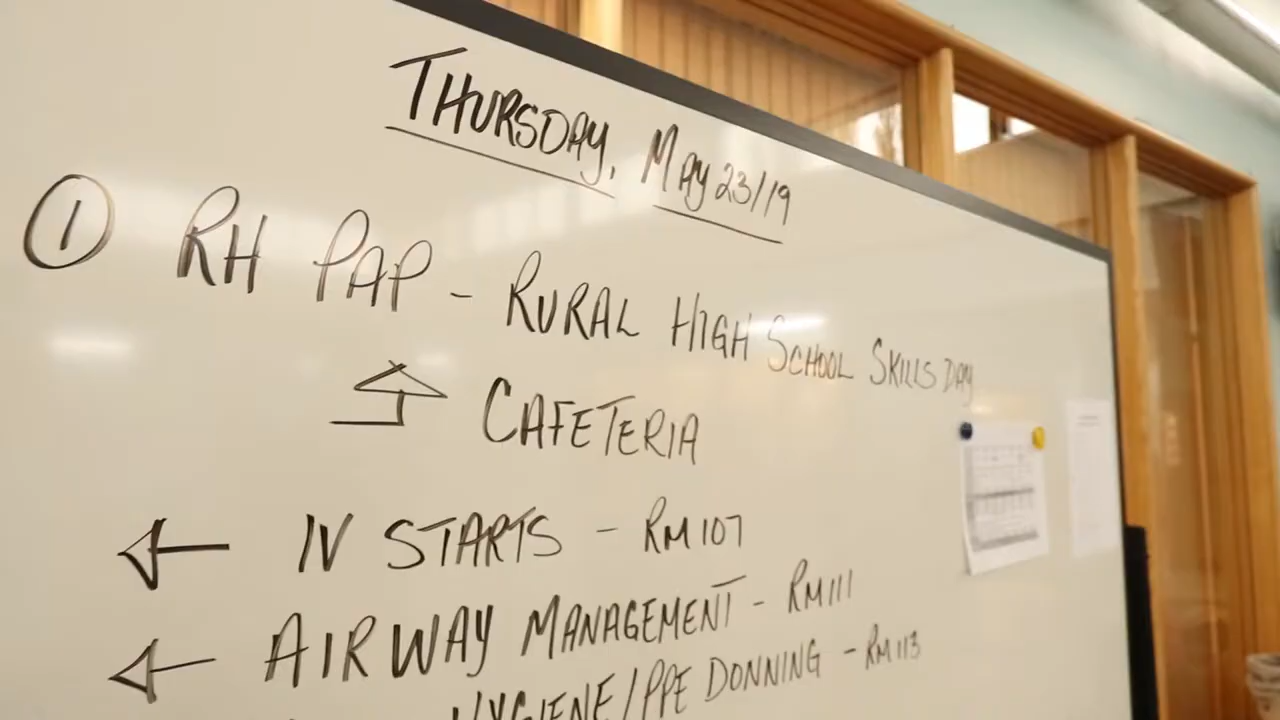 THURSDAY, MAY 23/19
① RH PAP - RURAL HIGH SCHOOL SKILLS DAY
CAFETERIA
IV STARTS - RM 107
AIRWAY MANAGEMENT - RM 111
HYGIENE/PPE DONNING - RM 113